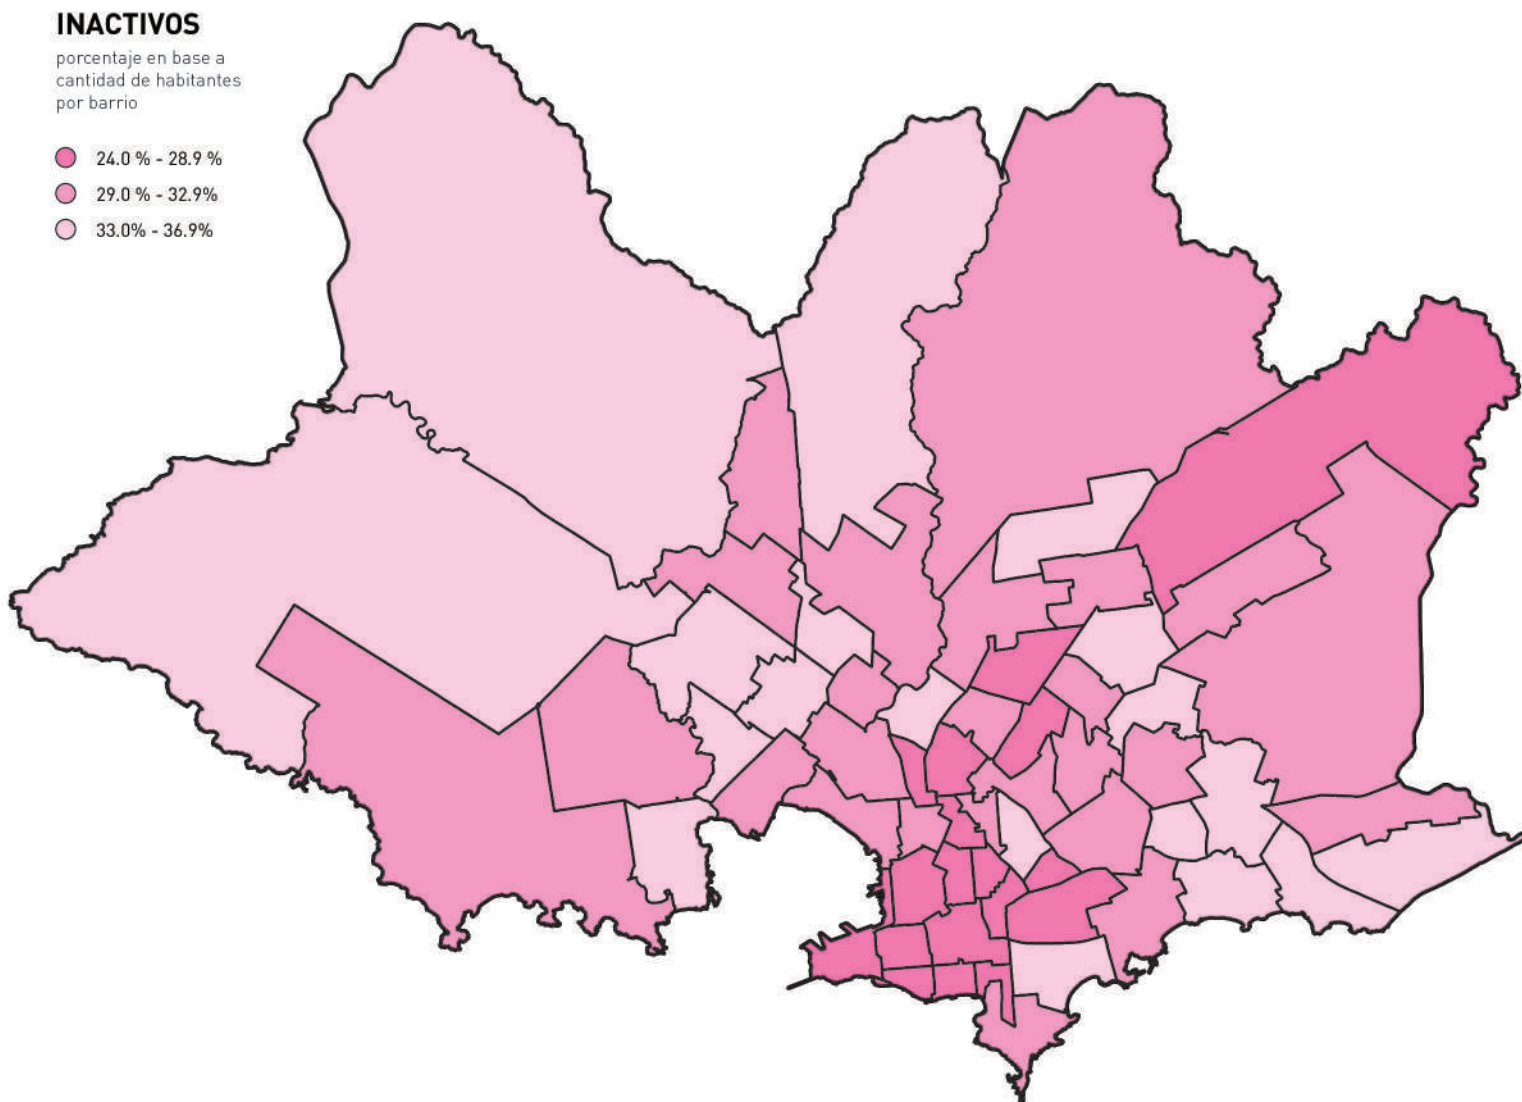 INACTIVOS
porcentaje en base a
cantidad de habitantes
por barrio
24.0 % - 28.9 %
29.0 % - 32.9%
33.0% - 36.9%